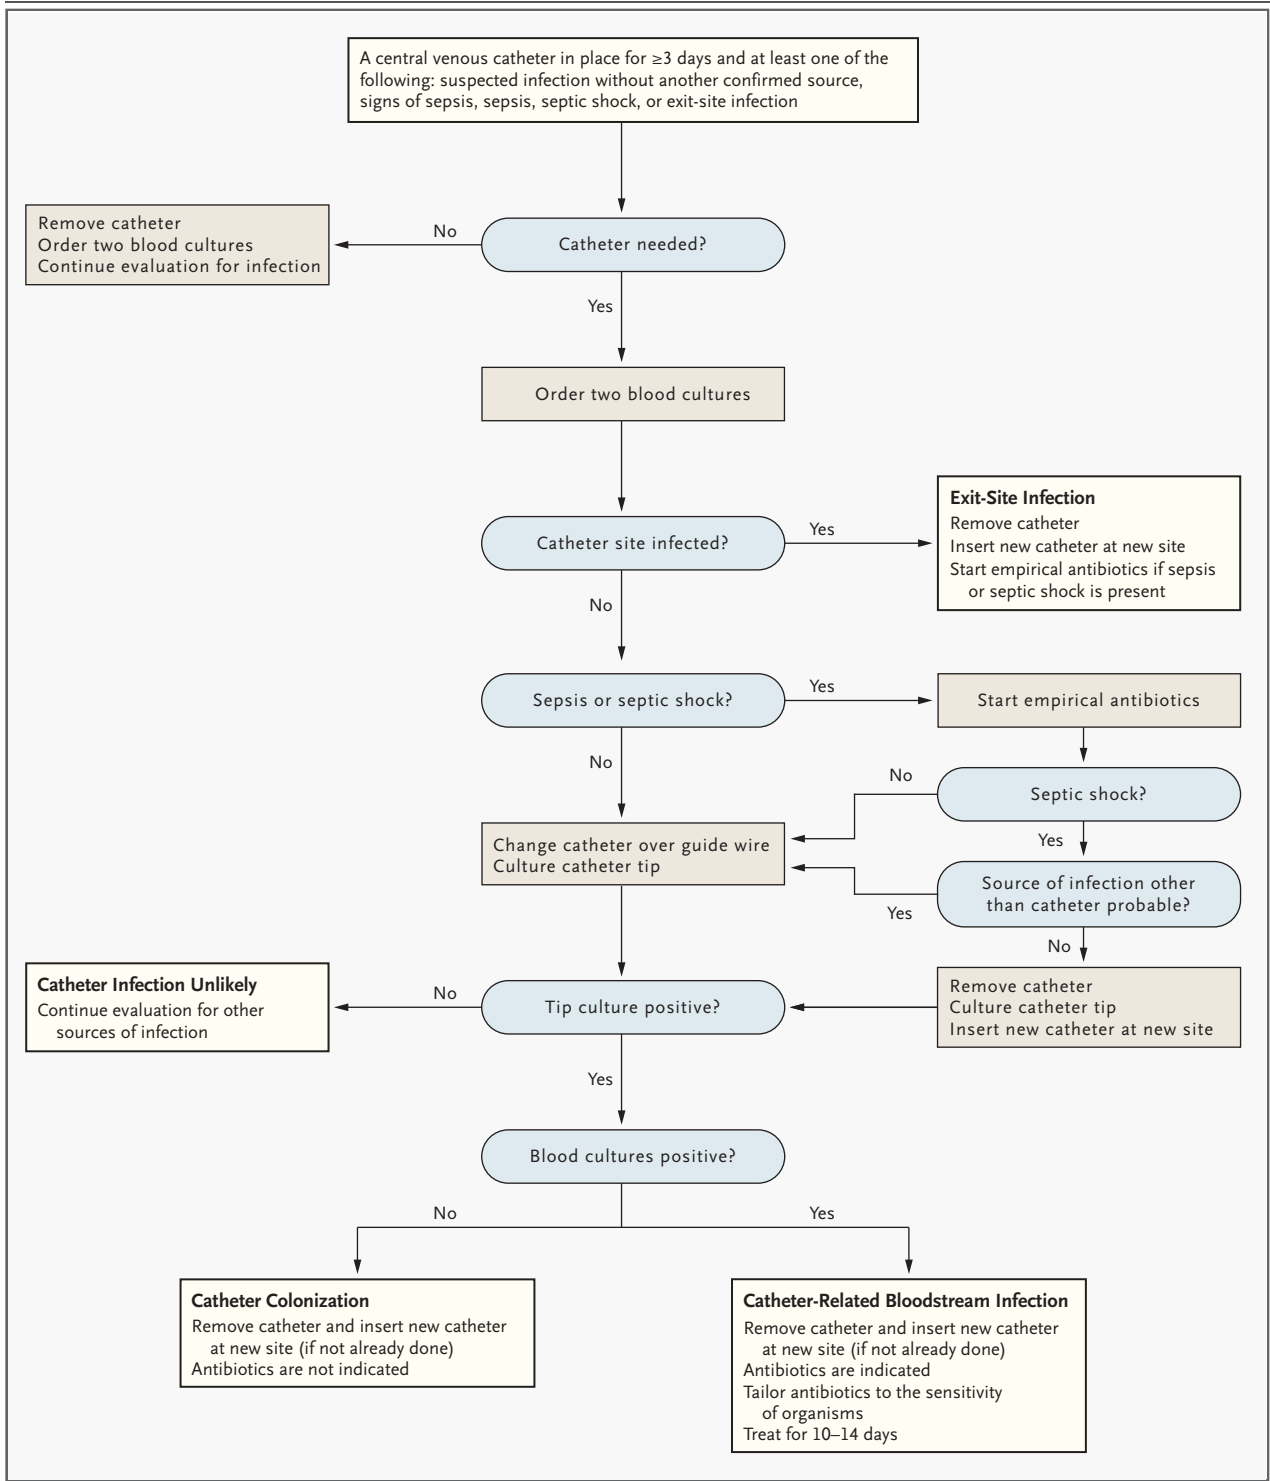 A central venous catheter in place for ≥3 days and at least one of the
following: suspected infection without another confirmed source,
signs of sepsis, sepsis, septic shock, or exit-site infection
Remove catheter
Order two blood cultures
Continue evaluation for infection
No
Catheter needed?
Yes
Order two blood cultures
Catheter site infected?
Yes
Exit-Site Infection
Remove catheter
Insert new catheter at new site
Start empirical antibiotics if sepsis
or septic shock is present
No
Sepsis or septic shock?
Yes
Start empirical antibiotics
No
No
Septic shock?
Yes
Change catheter over guide wire
Culture catheter tip
Source of infection other
than catheter probable?
Yes
No
Catheter Infection Unlikely
Continue evaluation for other
sources of infection
No
Tip culture positive?
Remove catheter
Culture catheter tip
Insert new catheter at new site
Yes
Blood cultures positive?
No
Yes
Catheter Colonization
Remove catheter and insert new catheter
at new site (if not already done)
Antibiotics are not indicated
Catheter-Related Bloodstream Infection
Remove catheter and insert new catheter
at new site (if not already done)
Antibiotics are indicated
Tailor antibiotics to the sensitivity
of organisms
Treat for 10–14 days